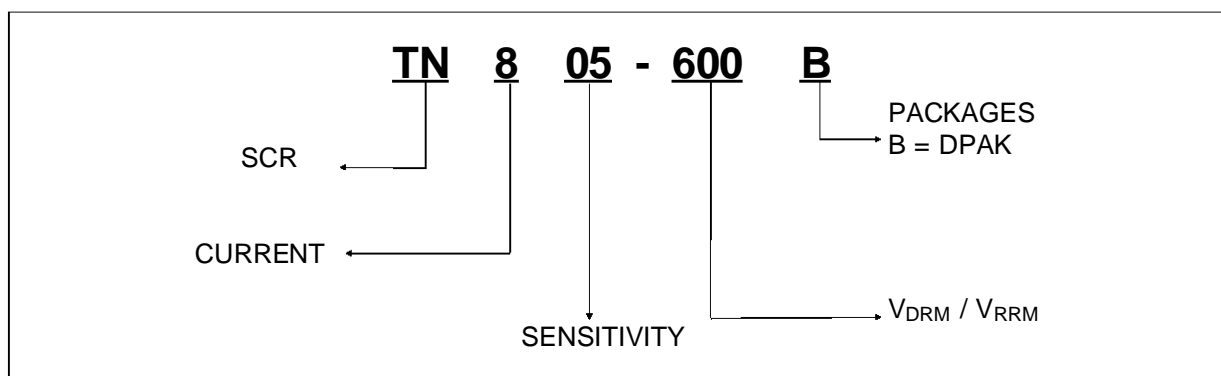 TN 8 05 - 600 B
PACKAGES
B = DPAK
SCR
CURRENT
VDRM / VRRM
SENSITIVITY